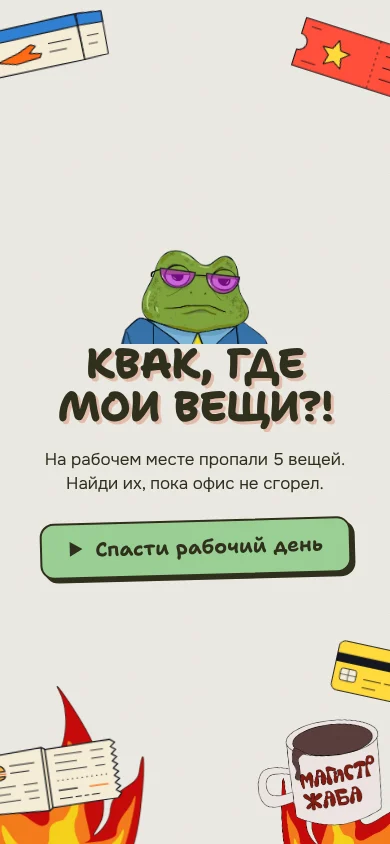 КВАК, ГДЕ
МОИ ВЕЩИ?!
На рабочем месте пропали 5 вещей.
Найди их, пока офис не сгорел.
Спасти рабочий день
МАГИСТР
ЖАБА